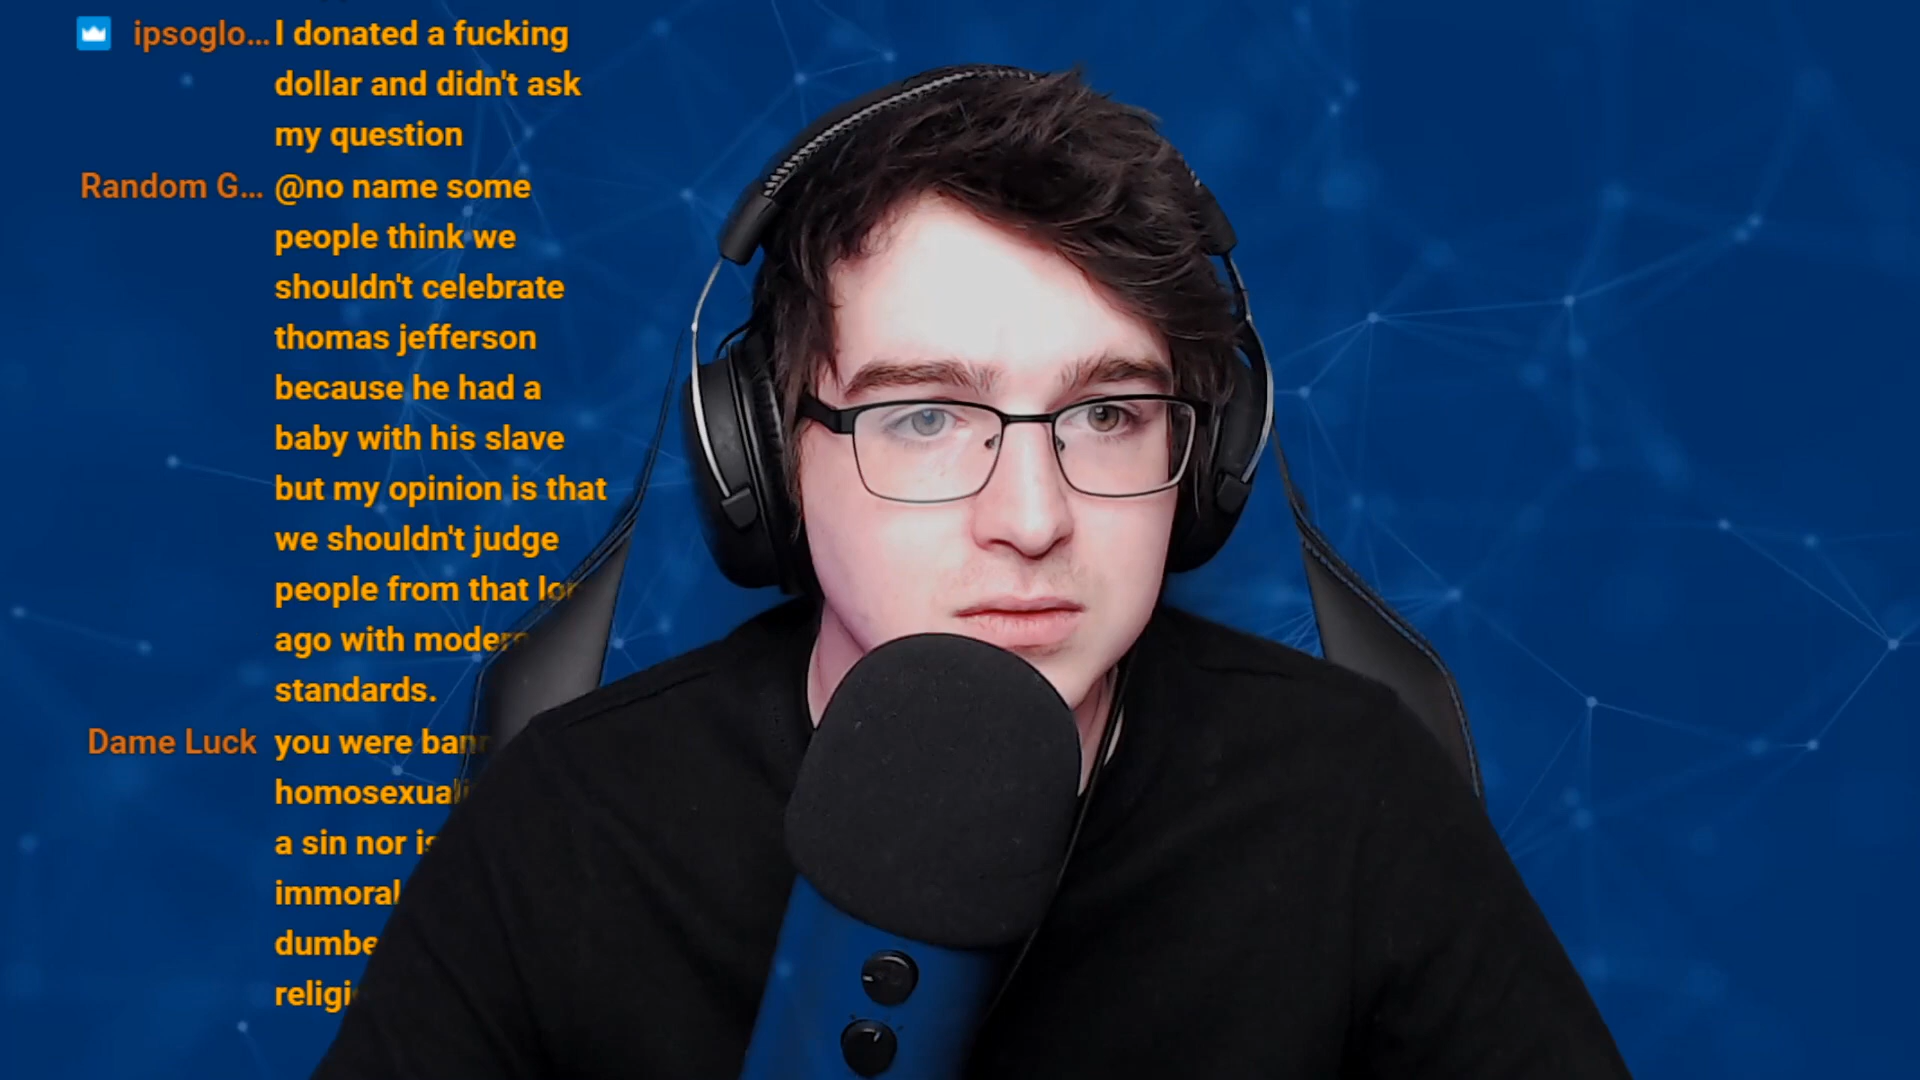 ipsoglo... I donated a fucking
dollar and didn't ask
my question
Random G... @no name some
people think we
shouldn't celebrate
thomas jefferson
because he had a
baby with his slave
but my opinion is that
we shouldn't judge
people from that
ago with
standards.
Dame Luck you were
a sin nor
immoral